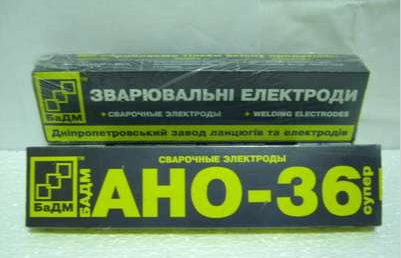 БаДМ
ЗВАРЮВАЛЬНІ ЕЛЕКТРОДИ
СВАРОЧНЫЕ ЭЛЕКТРОДЫ
WELDING ELECTRODES
Дніпропетровський завод ланцюгів та електродів
СВАРОЧНЫЕ ЭЛЕКТРОДЫ
БаДМ
БАДМ
АНО-36
супер